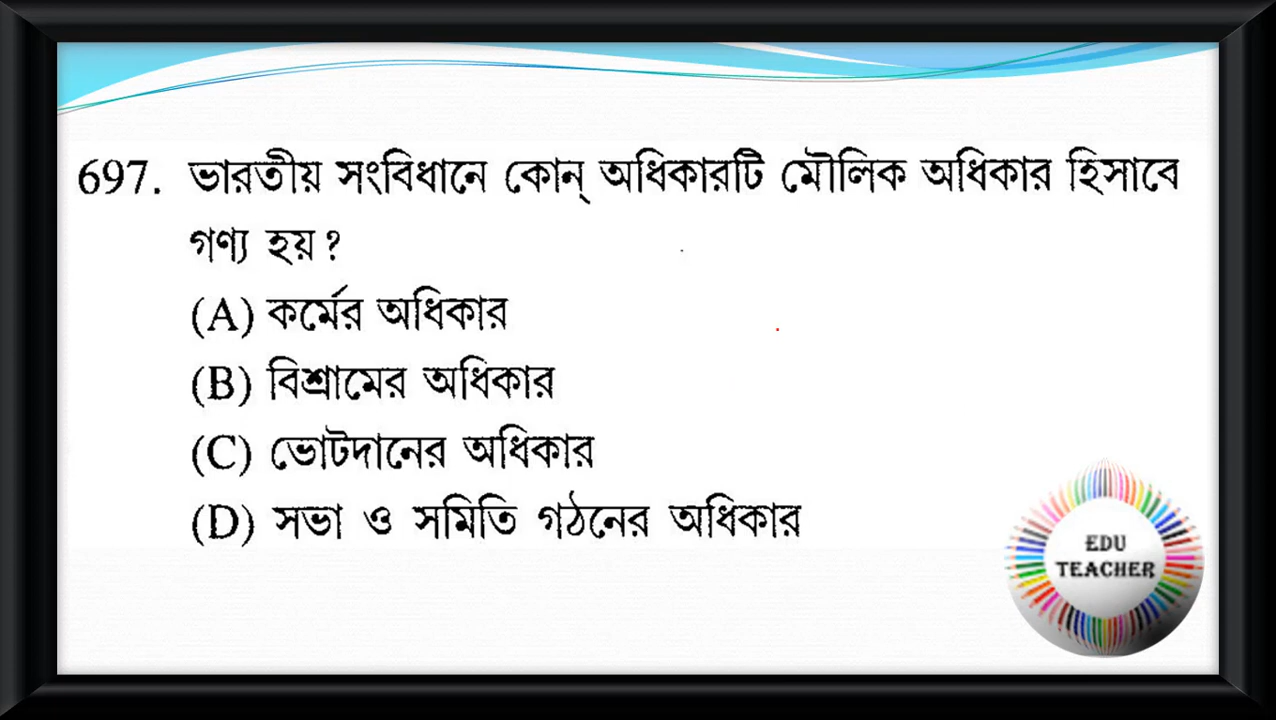 697. ভারতীয় সংবিধানে কোন্ অধিকারটি মৌলিক অধিকার হিসাবে
গণ্য হয়?
(A) কর্মের অধিকার
(B) বিশ্রামের অধিকার
(C) ভোটদানের অধিকার
(D) সভা ও সমিতি গঠনের অধিকার
EDU
TEACHER